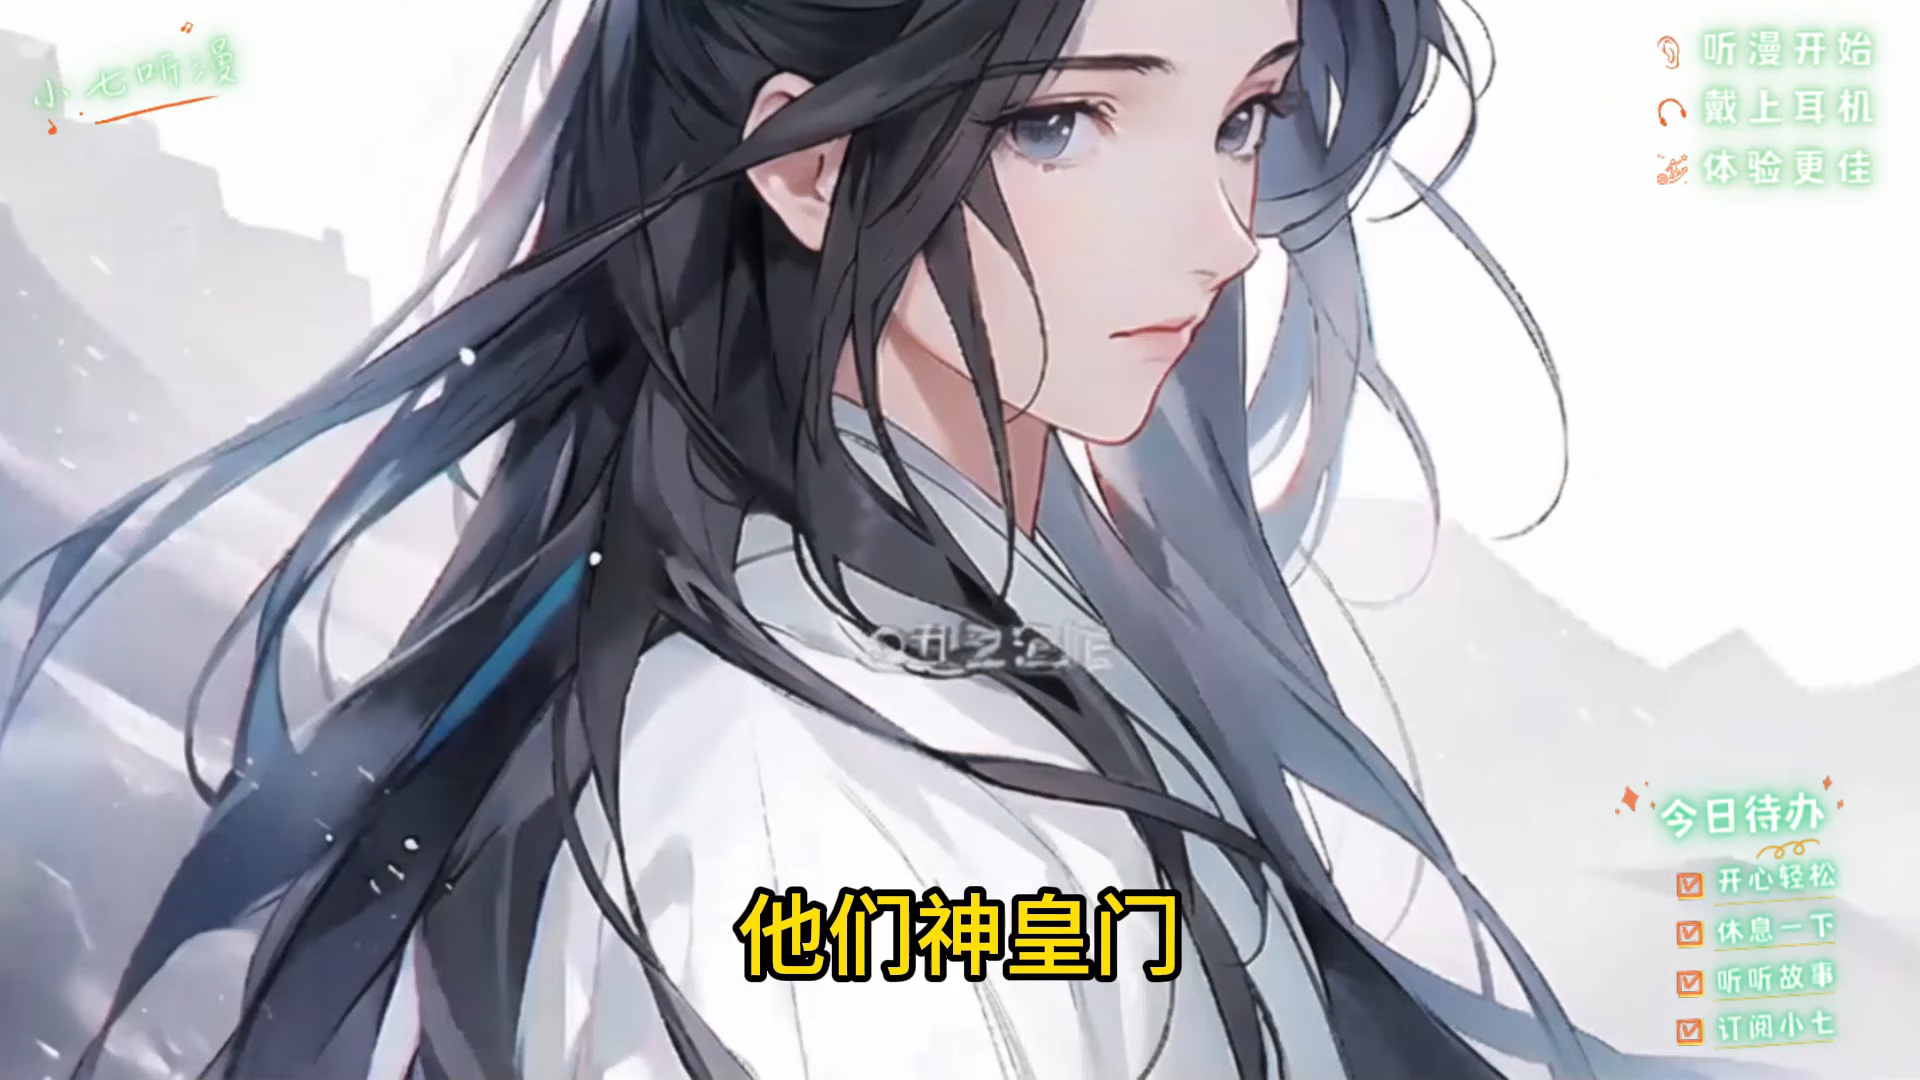 小七听漫
听漫开始
戴上耳机
体验更佳
他们神皇门
今日待办
开心轻松
休息一下
听听故事
订阅小七